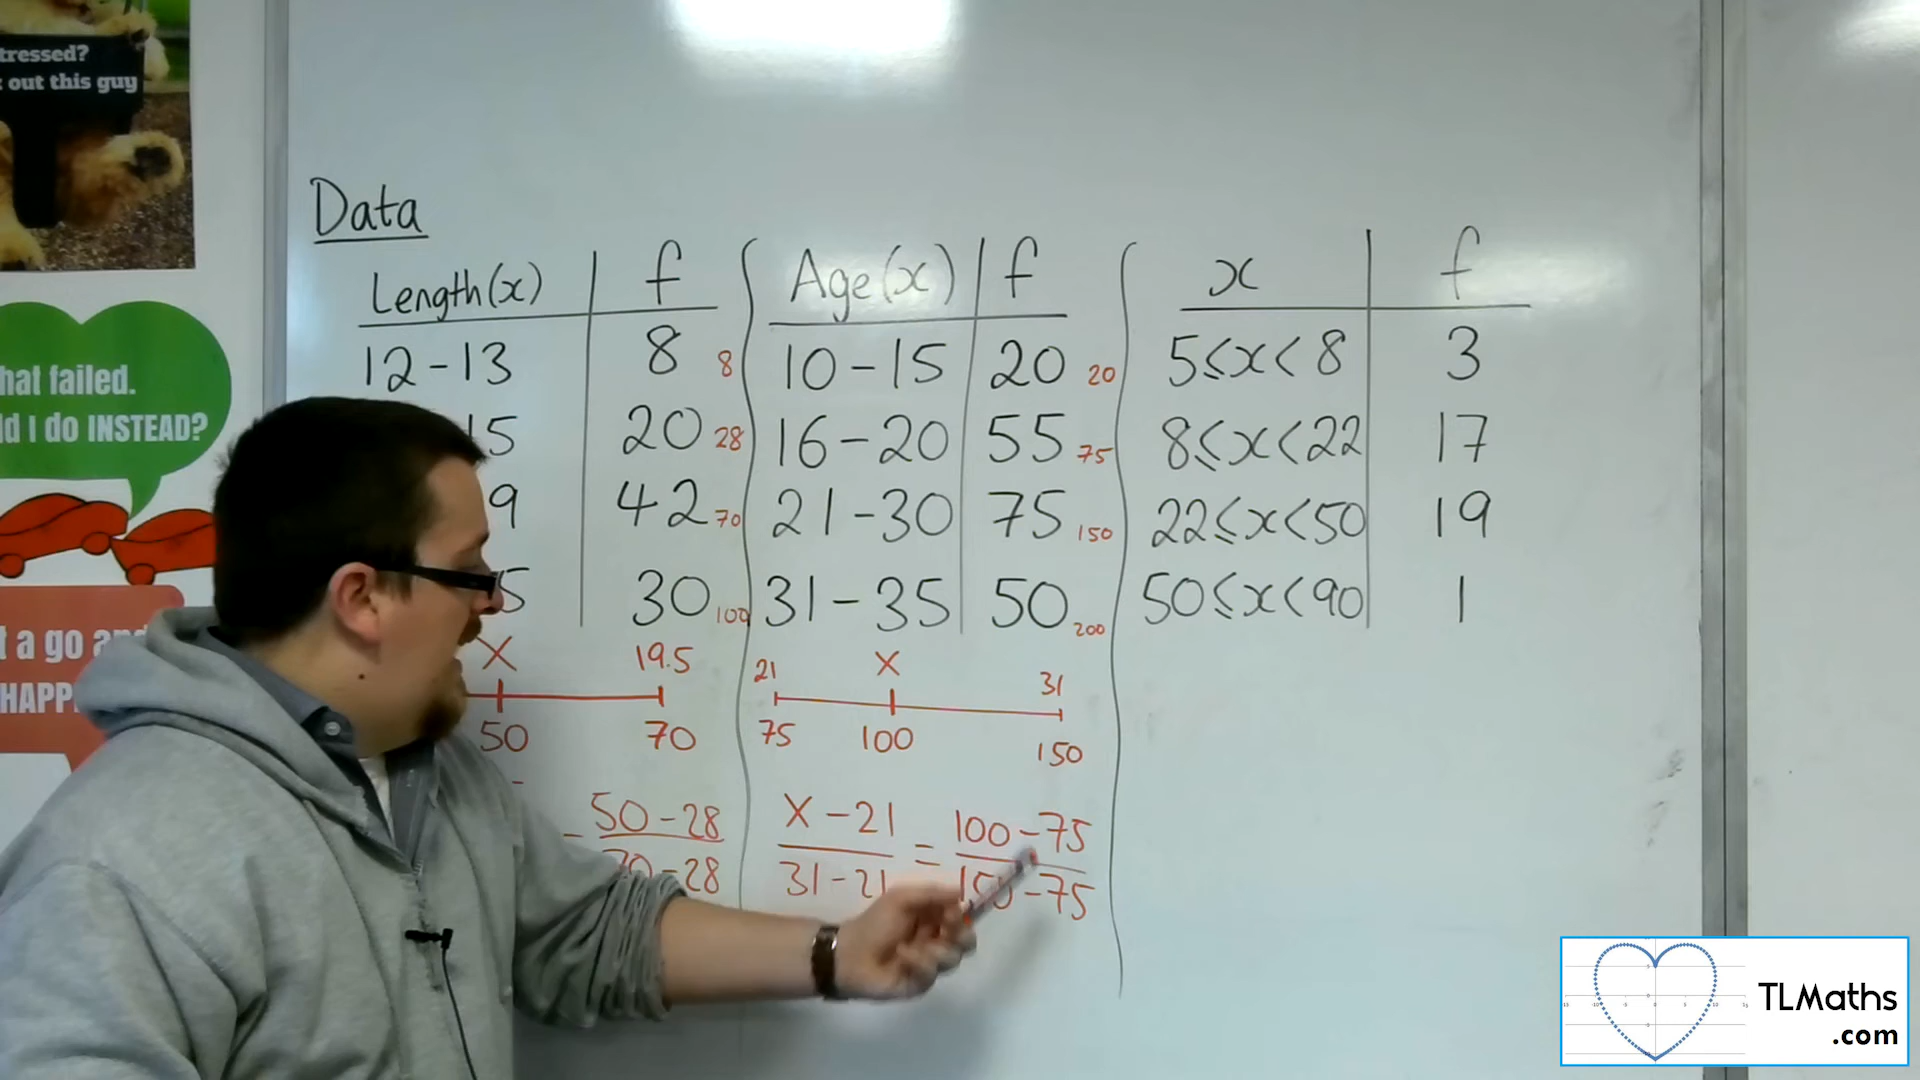 tressed?
out this guy
hat failed.
d I do INSTEAD?
t a go an
HAPP
Data
Length(x) f
12-13 8 8
15 20 28
9 42 70
5 30 100
X 19.5
50 70
50-28
70-28
Age(x) f
10-15 20 20
16-20 55 75
21-30 75 150
31-35 50 200
21 X 31
75 100 150
X-21 = 100-75
31-21 150-75
x f
5≤x<8 3
8≤x<22 17
22≤x<50 19
50≤x<90 1
TLMaths
.com